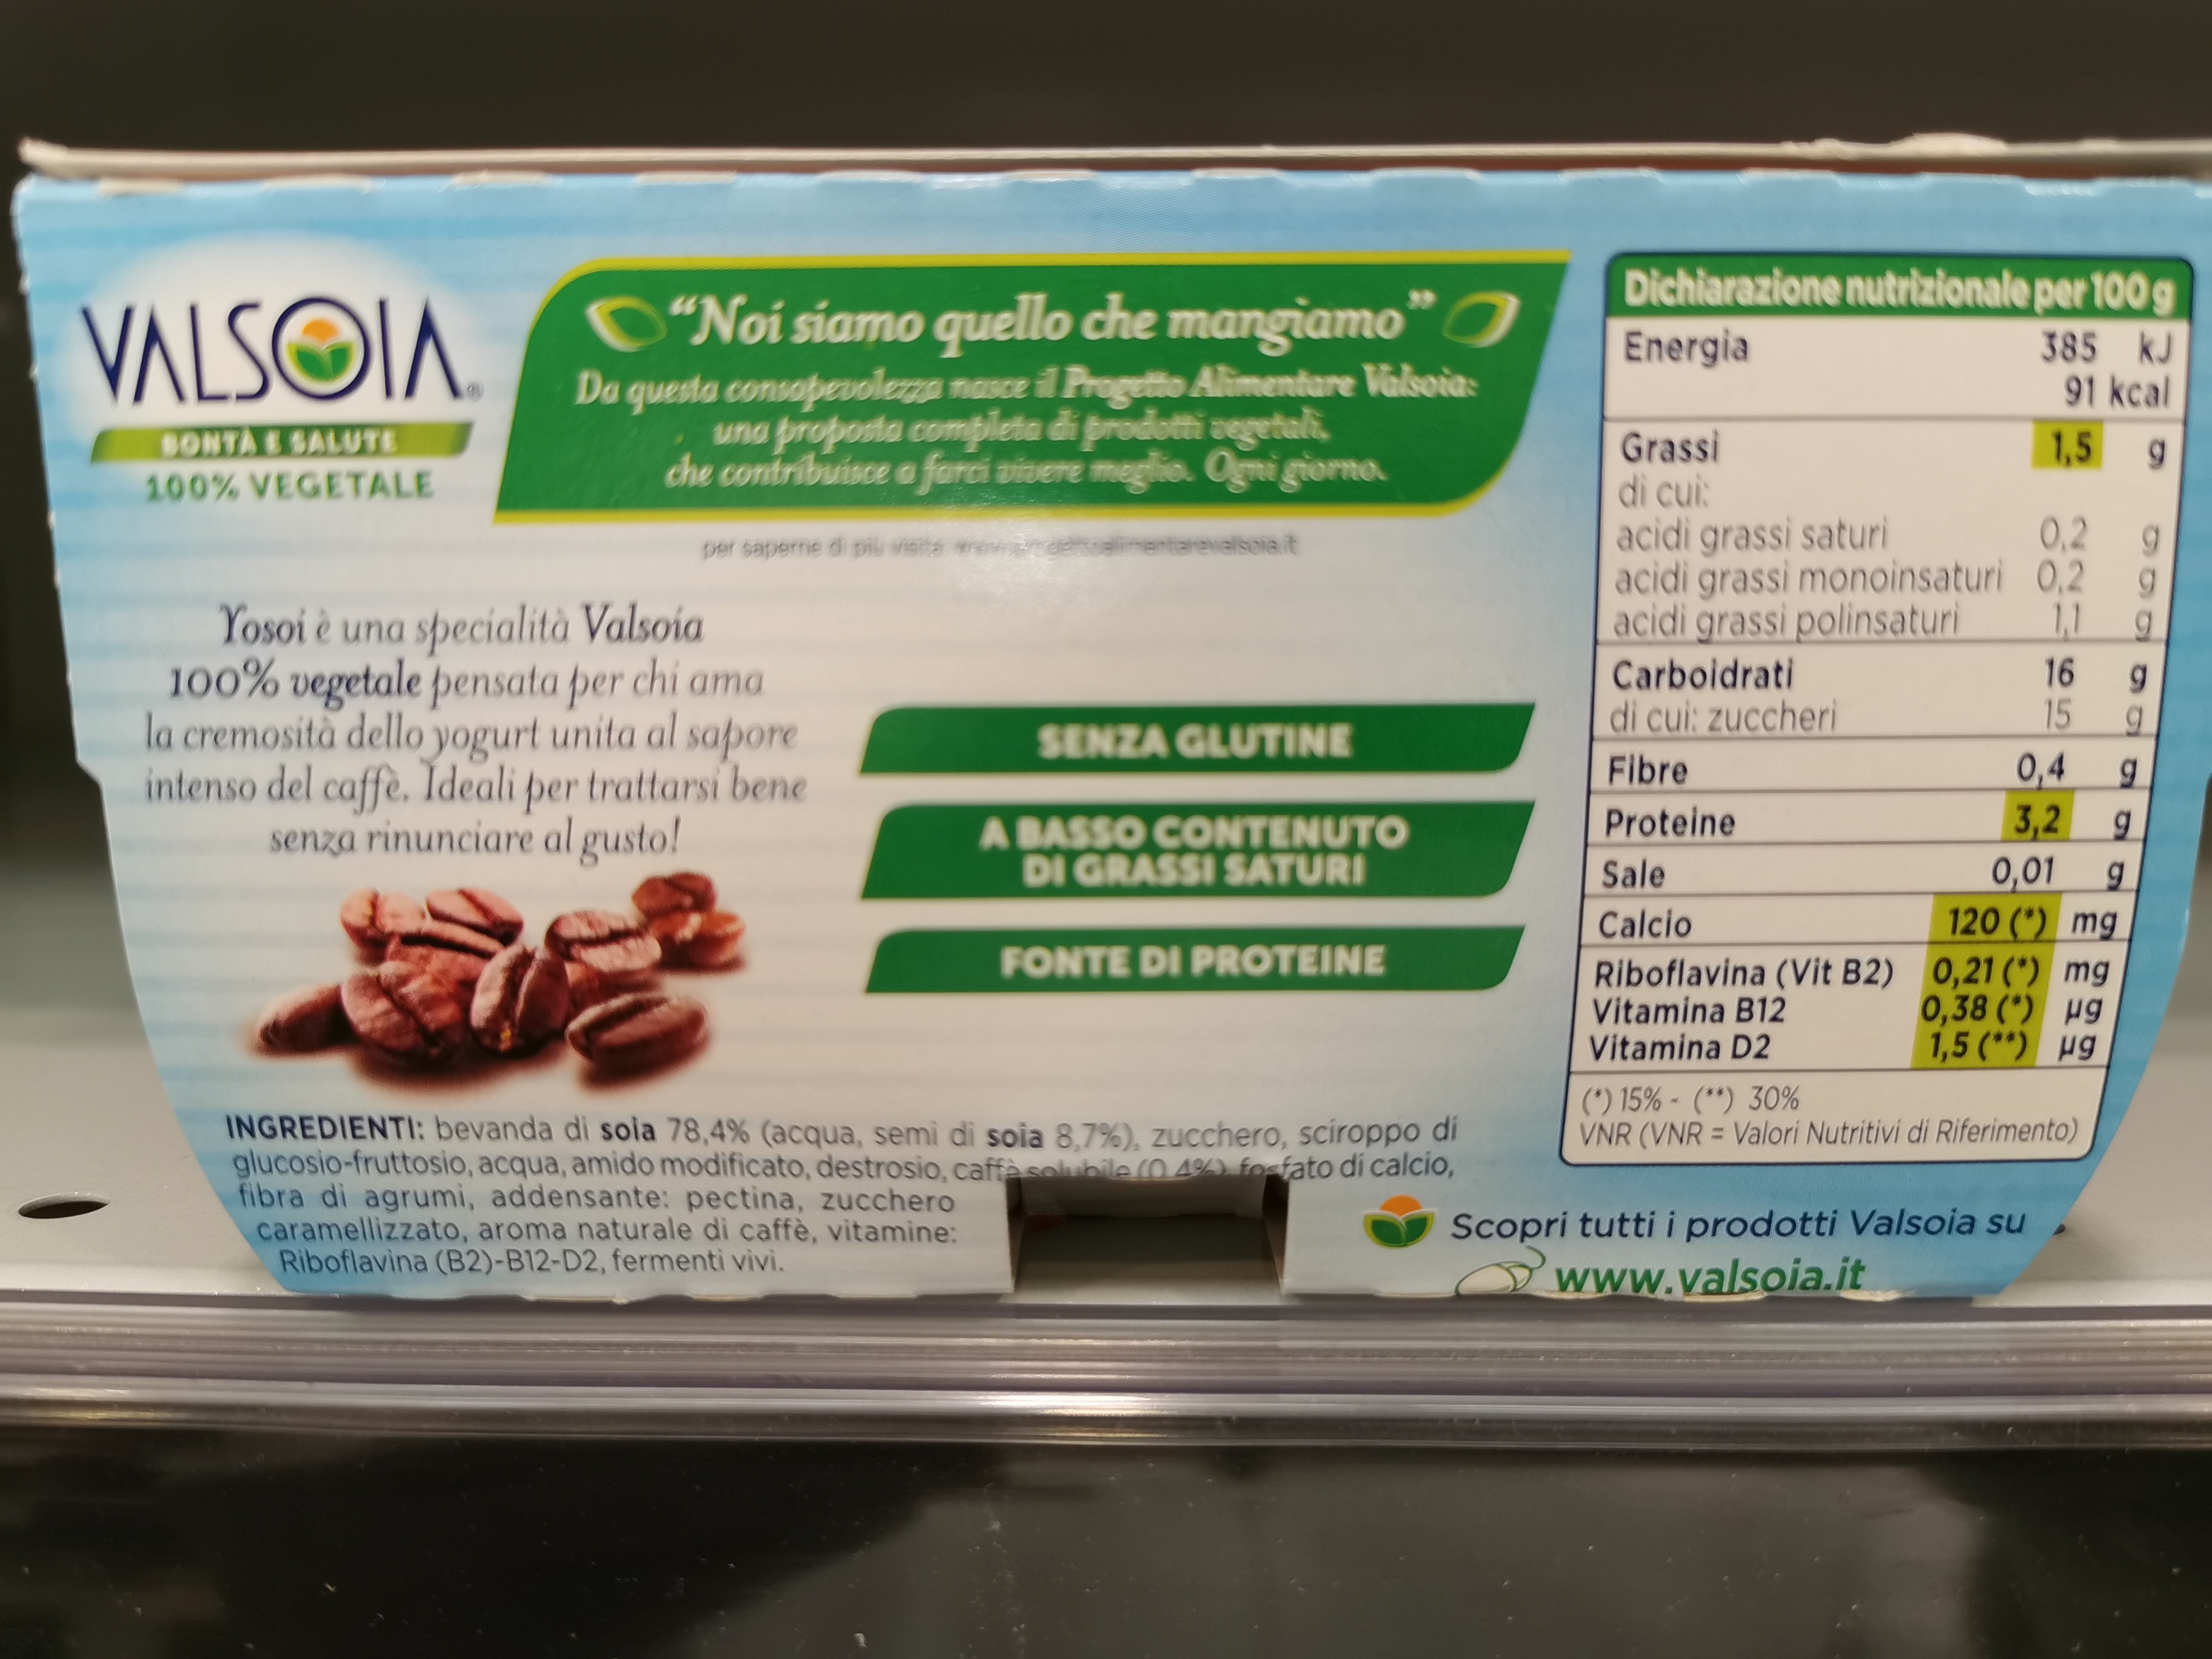 VALSOIA®
BONTÀ E SALUTE
100% VEGETALE
“Noi siamo quello che mangiamo”
Da questa consapevolezza nasce il Progetto Alimentare Valsoia:
una proposta completa di prodotti vegetali,
che contribuisce a farci vivere meglio. Ogni giorno.
per saperne di più visita: www.progettoalimentarevalsoia.it
Yosoi è una specialità Valsoia
100% vegetale pensata per chi ama
la cremosità dello yogurt unita al sapore
intenso del caffè. Ideali per trattarsi bene
senza rinunciare al gusto!
SENZA GLUTINE
A BASSO CONTENUTO
DI GRASSI SATURI
FONTE DI PROTEINE
INGREDIENTI: bevanda di soia 78,4% (acqua, semi di soia 8,7%), zucchero, sciroppo di
glucosio-fruttosio, acqua, amido modificato, destrosio, caffè solubile (0,4%) fosfato di calcio,
fibra di agrumi, addensante: pectina, zucchero
caramellizzato, aroma naturale di caffè, vitamine:
Riboflavina (B2)-B12-D2, fermenti vivi.
Dichiarazione nutrizionale per 100 g
Energia 385 kJ
91 kcal
Grassi 1,5 g
di cui:
acidi grassi saturi 0,2 g
acidi grassi monoinsaturi 0,2 g
acidi grassi polinsaturi 1,1 g
Carboidrati 16 g
di cui: zuccheri 15 g
Fibre 0,4 g
Proteine 3,2 g
Sale 0,01 g
Calcio 120 (*) mg
Riboflavina (Vit B2) 0,21 (*) mg
Vitamina B12 0,38 (*) µg
Vitamina D2 1,5 (**) µg
(*) 15% - (**) 30%
VNR (VNR = Valori Nutritivi di Riferimento)
Scopri tutti i prodotti Valsoia su
www.valsoia.it